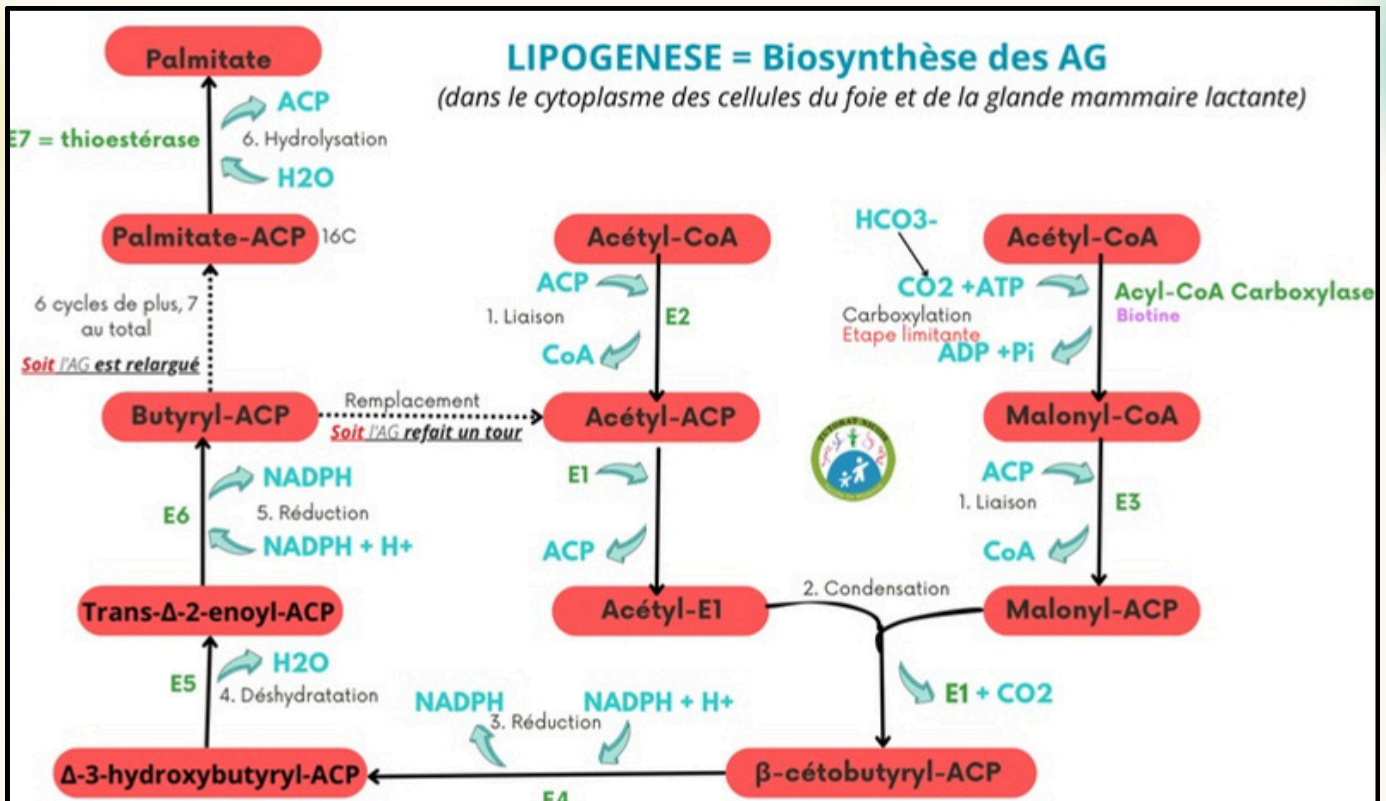 LIPOGENESE = Biosynthèse des AG
(dans le cytoplasme des cellules du foie et de la glande mammaire lactante)
Palmitate
ACP
E7 = thioestérase
6. Hydrolysation
H2O
Palmitate-ACP
16C
6 cycles de plus, 7
au total
Soit l'AG est relargué
Butyryl-ACP
Remplacement
Soit l'AG refait un tour
NADPH
E6
5. Réduction
NADPH + H+
Trans-Δ-2-enoyl-ACP
H2O
E5
4. Déshydratation
Δ-3-hydroxybutyryl-ACP
Acétyl-CoA
ACP
1. Liaison
E2
CoA
Acétyl-ACP
E1
ACP
Acétyl-E1
HCO3-
Acétyl-CoA
CO2 +ATP
Acyl-CoA Carboxylase
Biotine
Carboxylation
Etape limitante
ADP +Pi
Malonyl-CoA
ACP
1. Liaison
E3
CoA
Malonyl-ACP
2. Condensation
E1 + CO2
β-cétobutyryl-ACP
NADPH
NADPH + H+
3. Réduction
E4